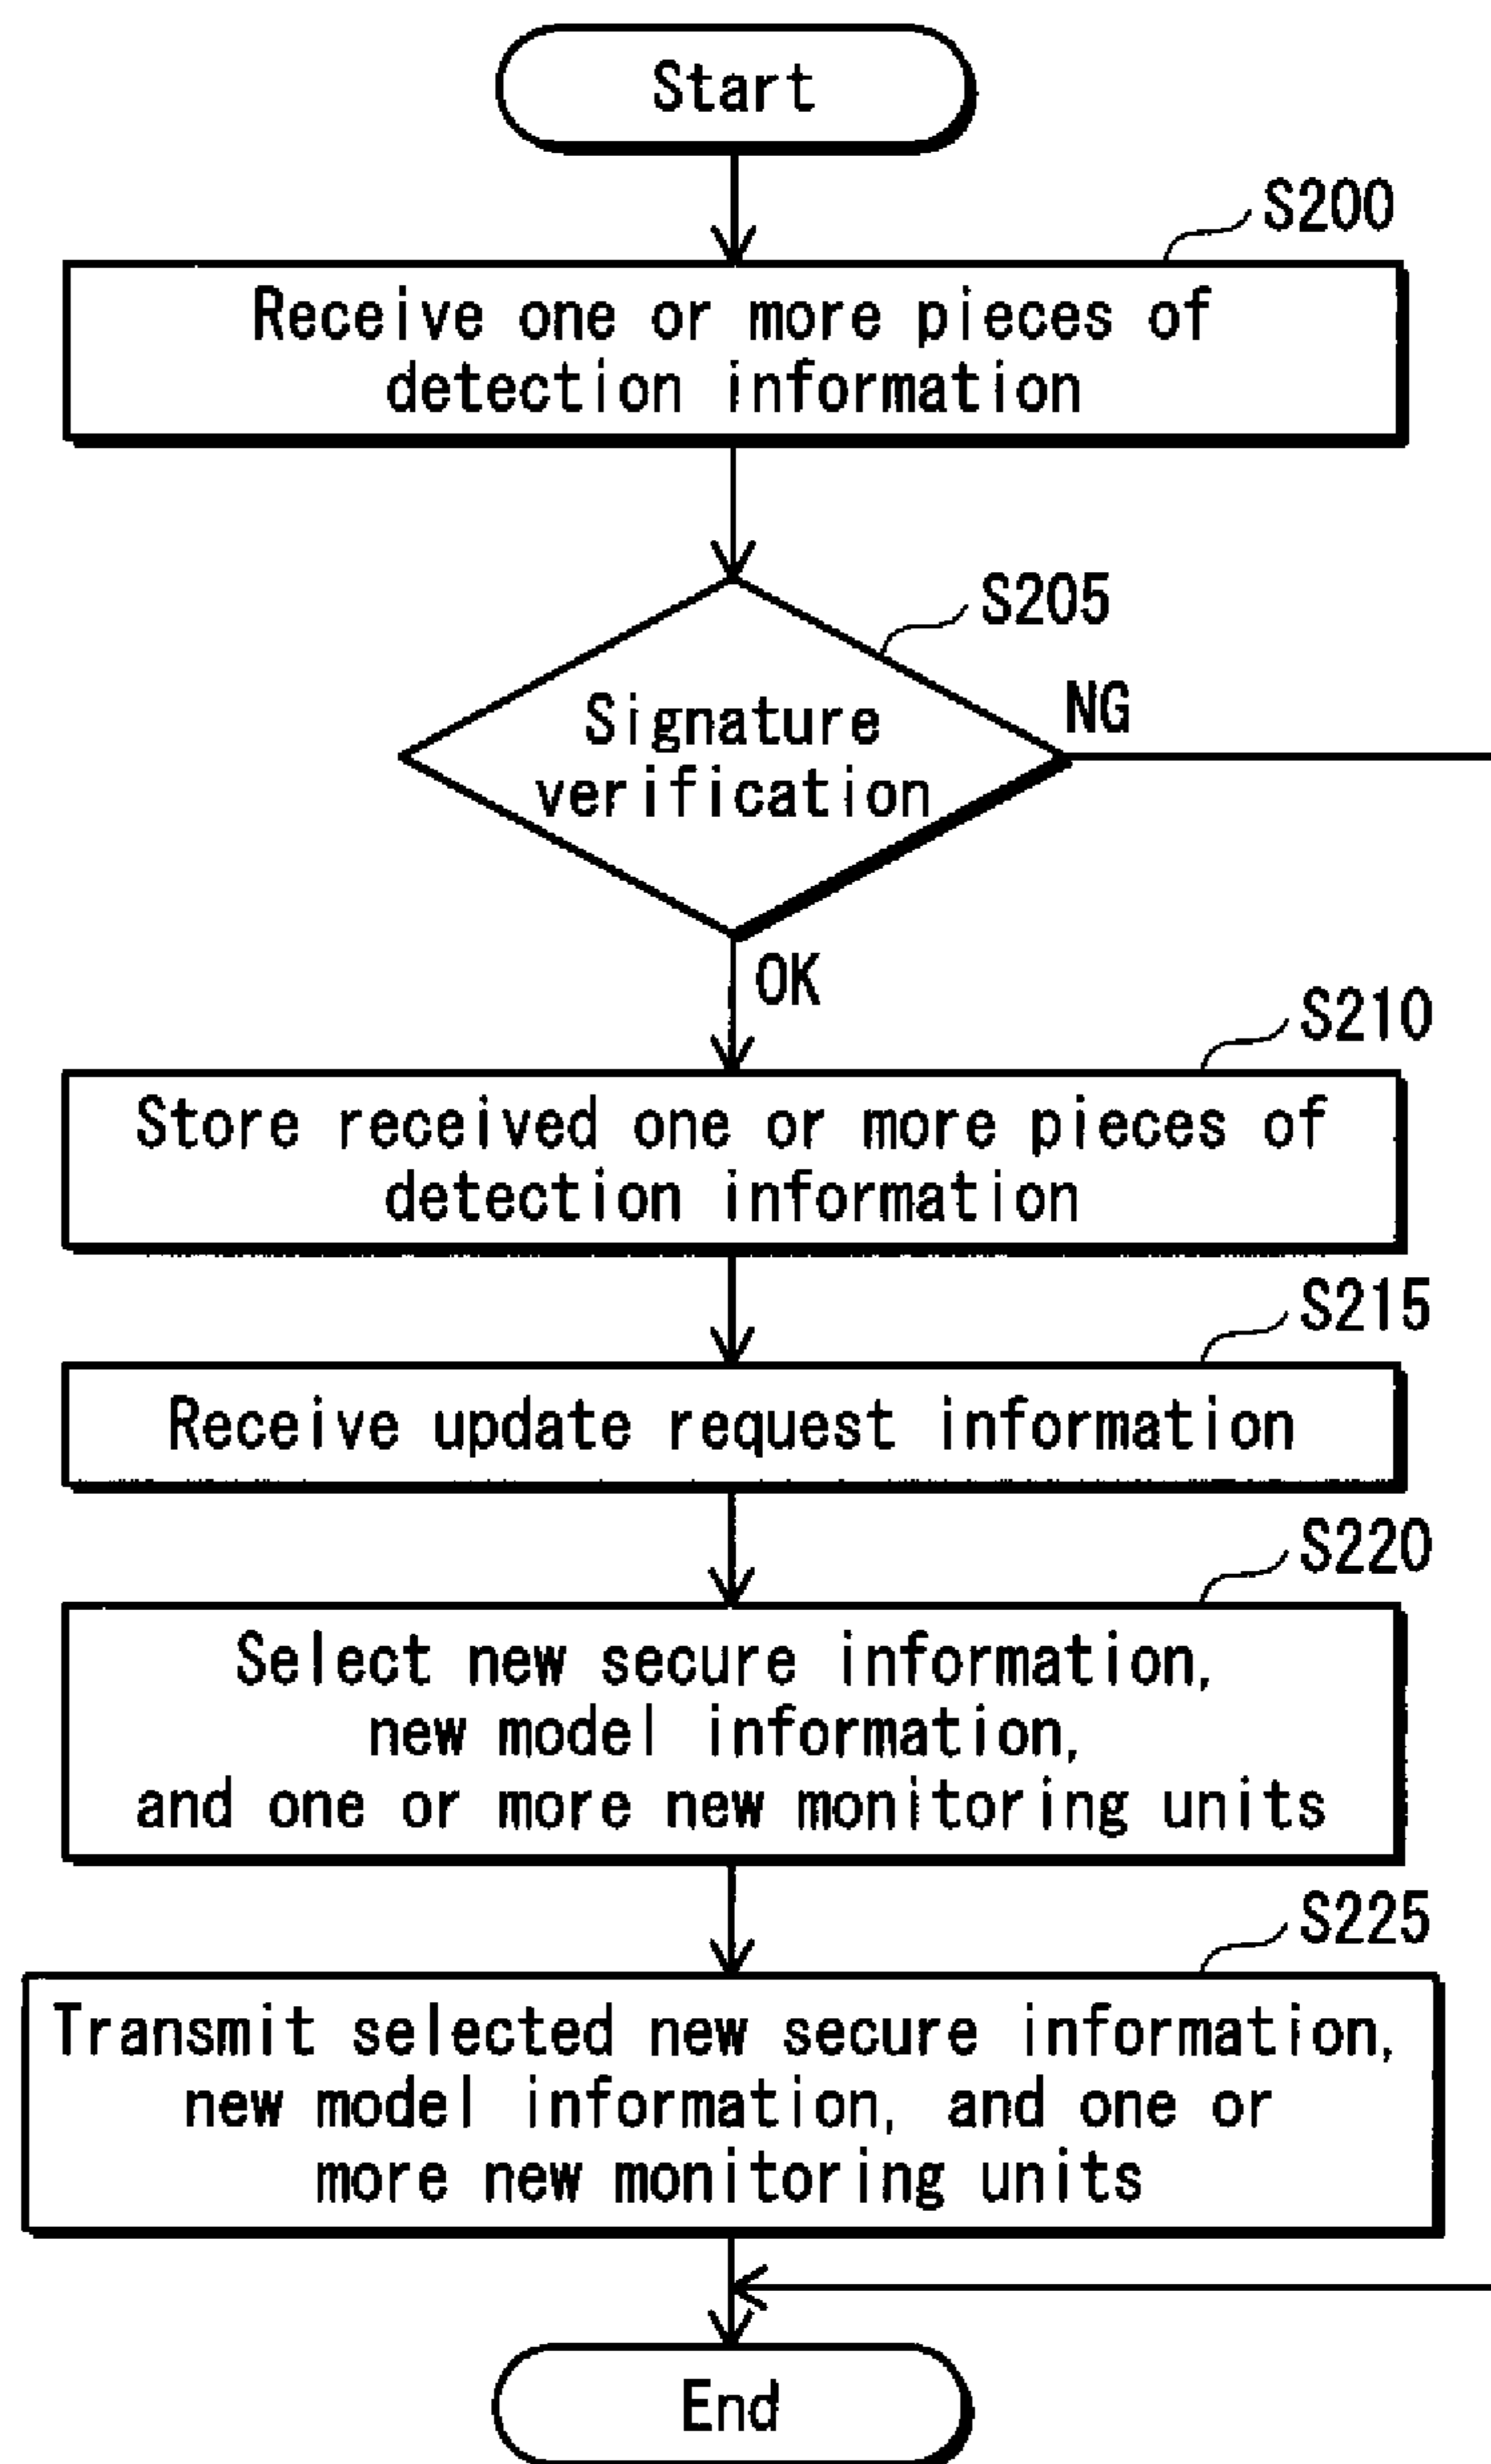 Start
S200
Receive one or more pieces of
detection information
S205
Signature
verification
NG
OK
S210
Store received one or more pieces of
detection information
S215
Receive update request information
S220
Select new secure information,
new model information,
and one or more new monitoring units
S225
Transmit selected new secure information,
new model information, and one or
more new monitoring units
End